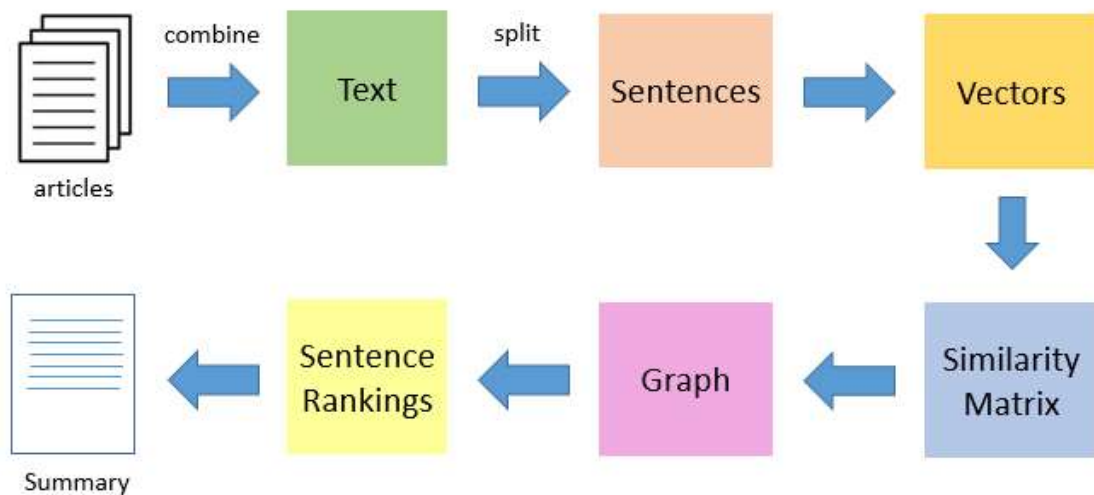 combine
split
Text
Sentences
Vectors
articles
Similarity
Matrix
Graph
Sentence
Rankings
Summary